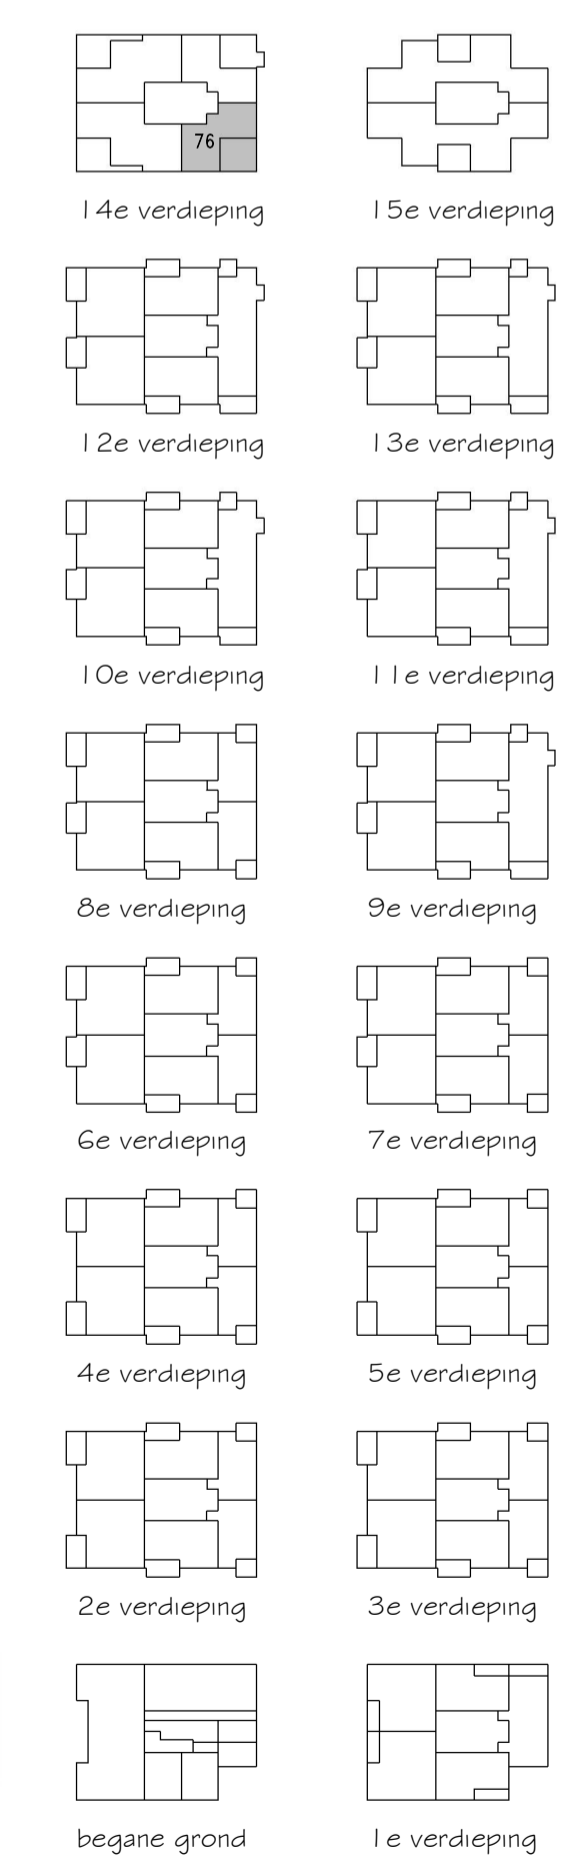 76
14e verdieping 15e verdieping
12e verdieping 13e verdieping
10e verdieping 11e verdieping
8e verdieping 9e verdieping
6e verdieping 7e verdieping
4e verdieping 5e verdieping
2e verdieping 3e verdieping
begane grond 1e verdieping